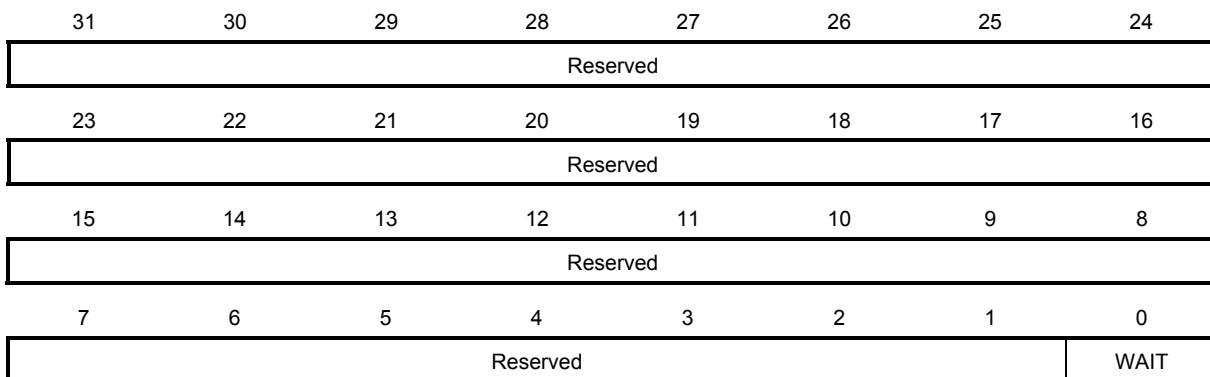 31 30 29 28 27 26 25 24
Reserved
23 22 21 20 19 18 17 16
Reserved
15 14 13 12 11 10 9 8
Reserved
7 6 5 4 3 2 1 0
Reserved WAIT